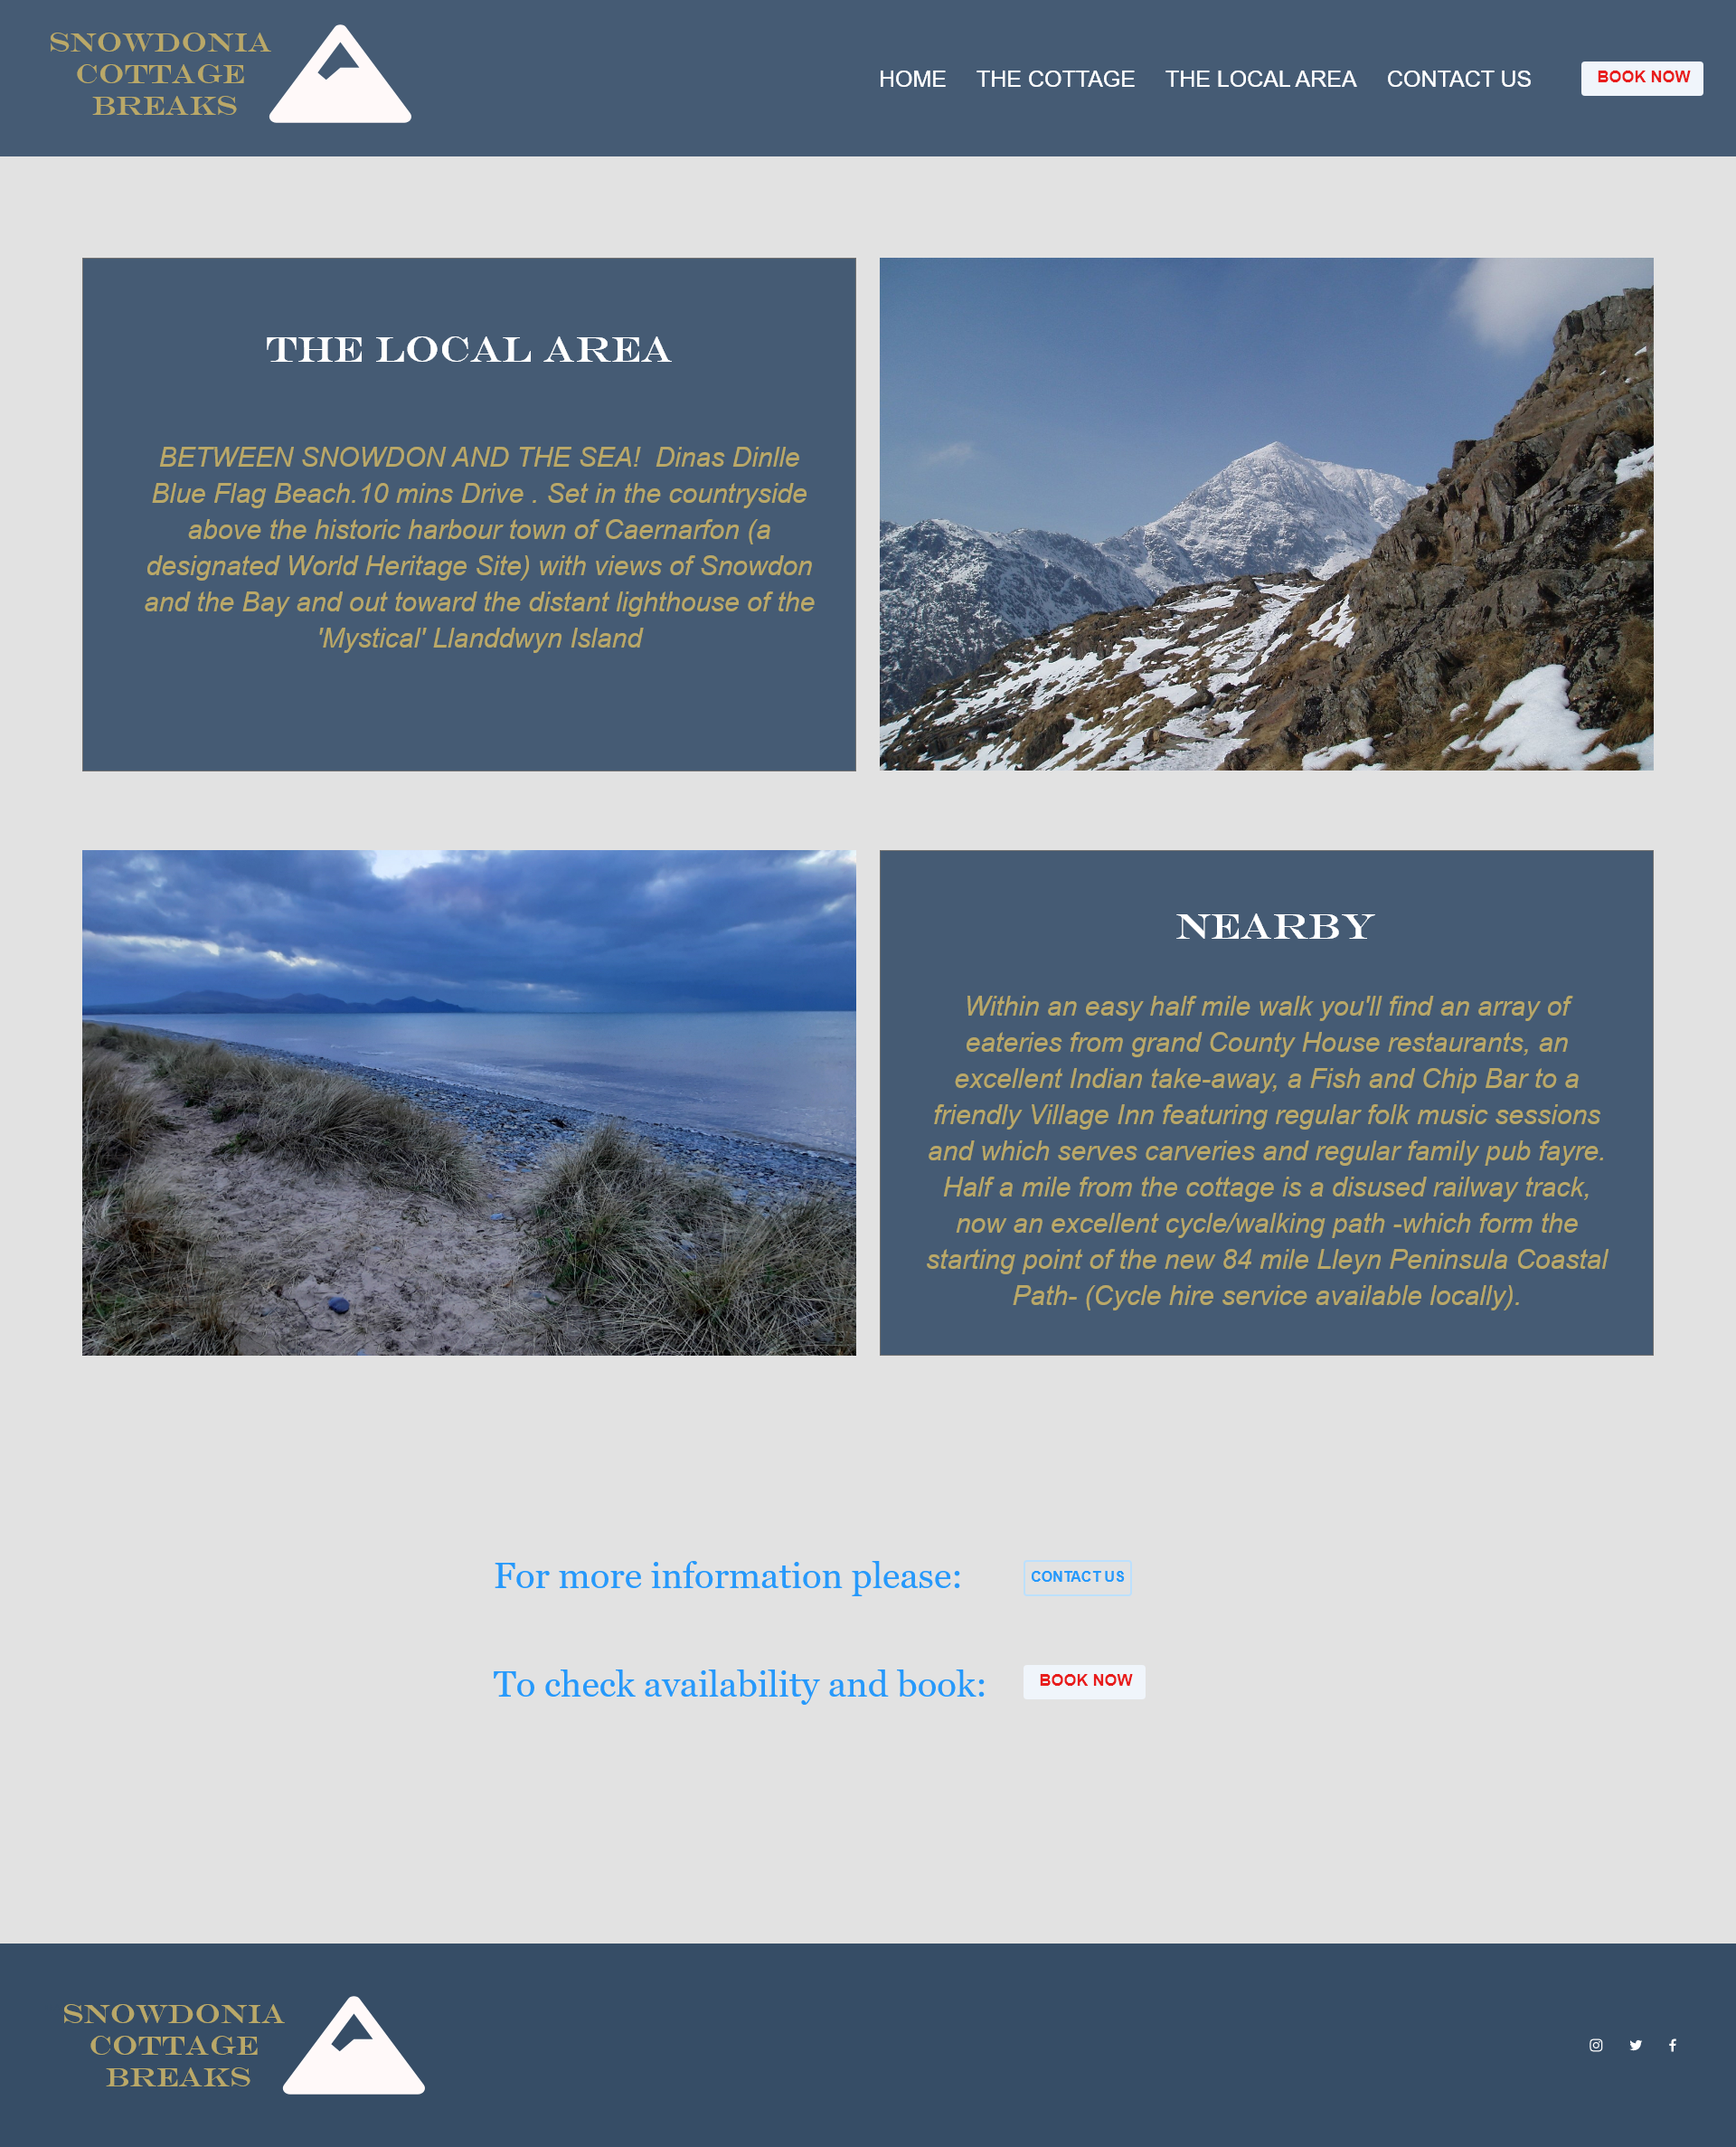 SNOWDONIA
COTTAGE
BREAKS
HOME THE COTTAGE THE LOCAL AREA CONTACT US BOOK NOW
THE LOCAL AREA
BETWEEN SNOWDON AND THE SEA!  Dinas Dinlle
Blue Flag Beach.10 mins Drive . Set in the countryside
above the historic harbour town of Caernarfon (a
designated World Heritage Site) with views of Snowdon
and the Bay and out toward the distant lighthouse of the
'Mystical' Llanddwyn Island
NEARBY
Within an easy half mile walk you'll find an array of
eateries from grand County House restaurants, an
excellent Indian take-away, a Fish and Chip Bar to a
friendly Village Inn featuring regular folk music sessions
and which serves carveries and regular family pub fayre.
Half a mile from the cottage is a disused railway track,
now an excellent cycle/walking path -which form the
starting point of the new 84 mile Lleyn Peninsula Coastal
Path- (Cycle hire service available locally).
For more information please: CONTACT US
To check availability and book: BOOK NOW
SNOWDONIA
COTTAGE
BREAKS